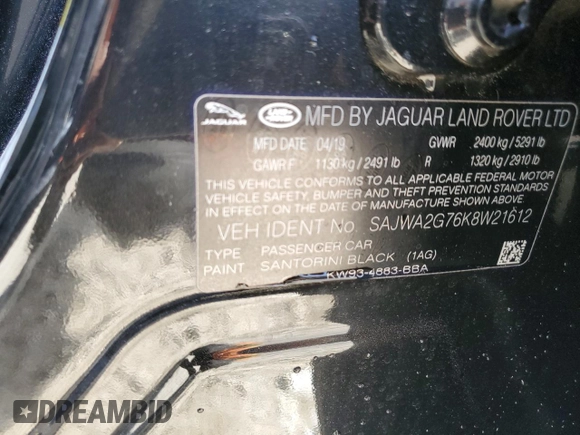 JAGUAR
MFD BY JAGUAR LAND ROVER LTD
MFD DATE 04/19 GVWR 2400 kg / 5291 lb
GAWR F 1130 kg / 2491 lb R 1320 kg / 2910 lb
THIS VEHICLE CONFORMS TO ALL APPLICABLE FEDERAL MOTOR
VEHICLE SAFETY, BUMPER AND THEFT PREVENTION STANDARDS
IN EFFECT ON THE DATE OF MANUFACTURE SHOWN ABOVE.
VEH IDENT No. SAJWA2G76K8W21612
TYPE PASSENGER CAR
PAINT SANTORINI BLACK (1AG)
KW93-4883-BBA
DREAMBID